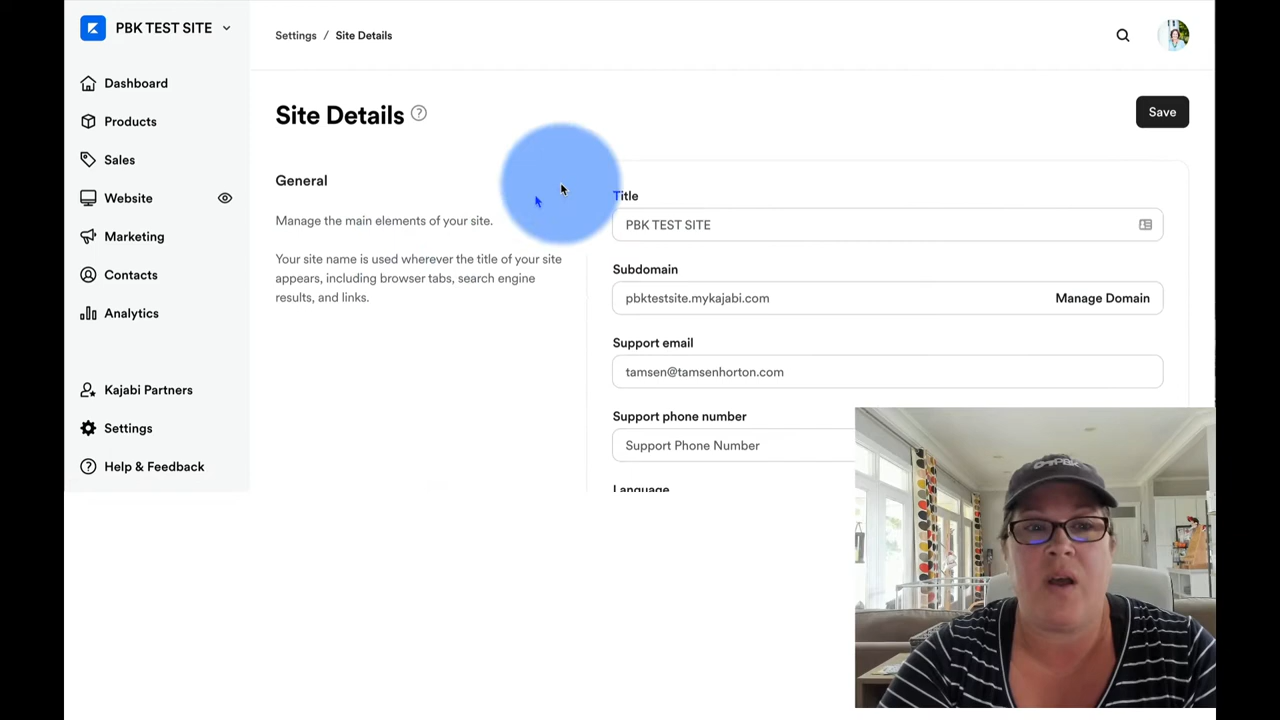 PBK TEST SITE
Dashboard
Products
Sales
Website
Marketing
Contacts
Analytics
Kajabi Partners
Settings
Help & Feedback
Settings / Site Details
Site Details
Save
General
Manage the main elements of your site.
Your site name is used wherever the title of your site
appears, including browser tabs, search engine
results, and links.
Title
PBK TEST SITE
Subdomain
pbktestsite.mykajabi.com
Manage Domain
Support email
tamsen@tamsenhorton.com
Support phone number
Support Phone Number
Language
PBK